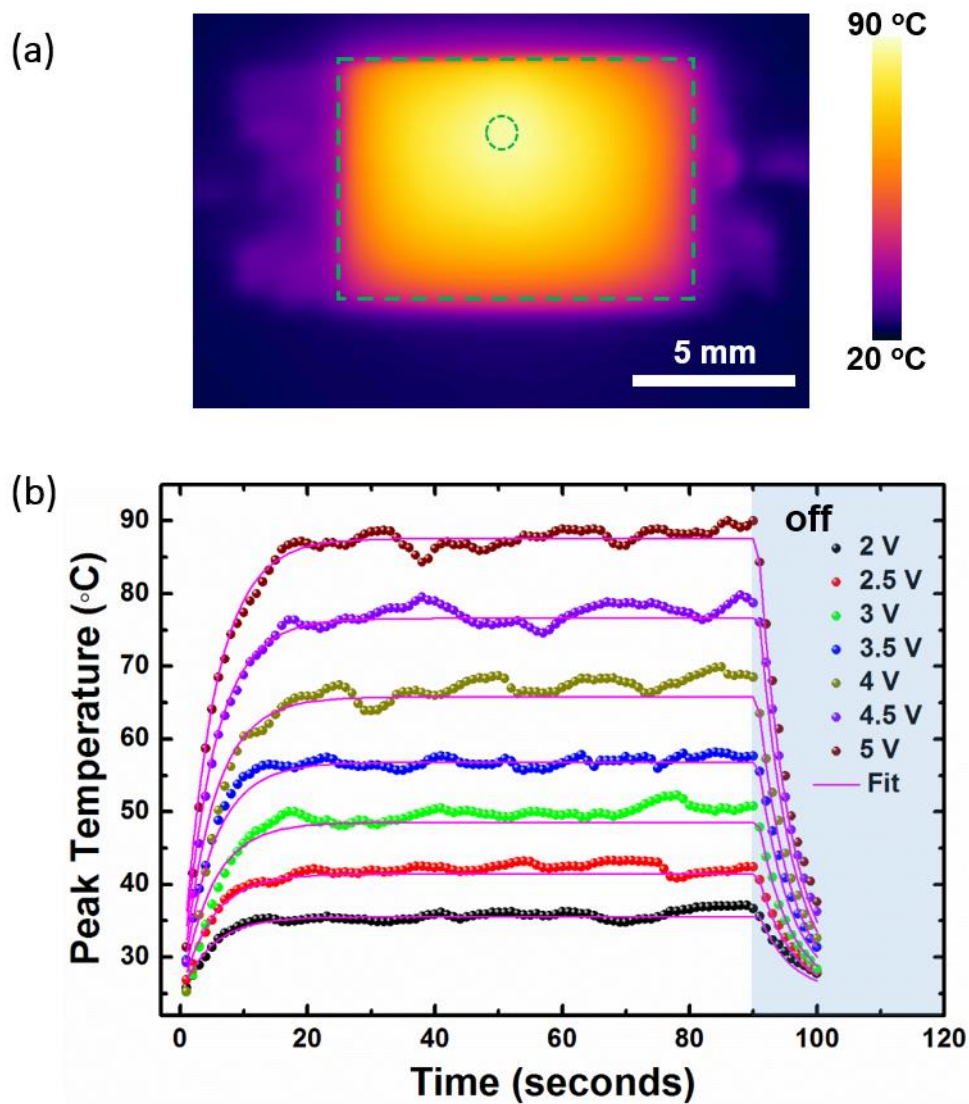 (a)
90 °C
5 mm
20 °C
(b)
Peak Temperature (◦C)
90
80
70
60
50
40
30
off
2 V
2.5 V
3 V
3.5 V
4 V
4.5 V
5 V
Fit
0
20
40
60
80
100
120
Time (seconds)